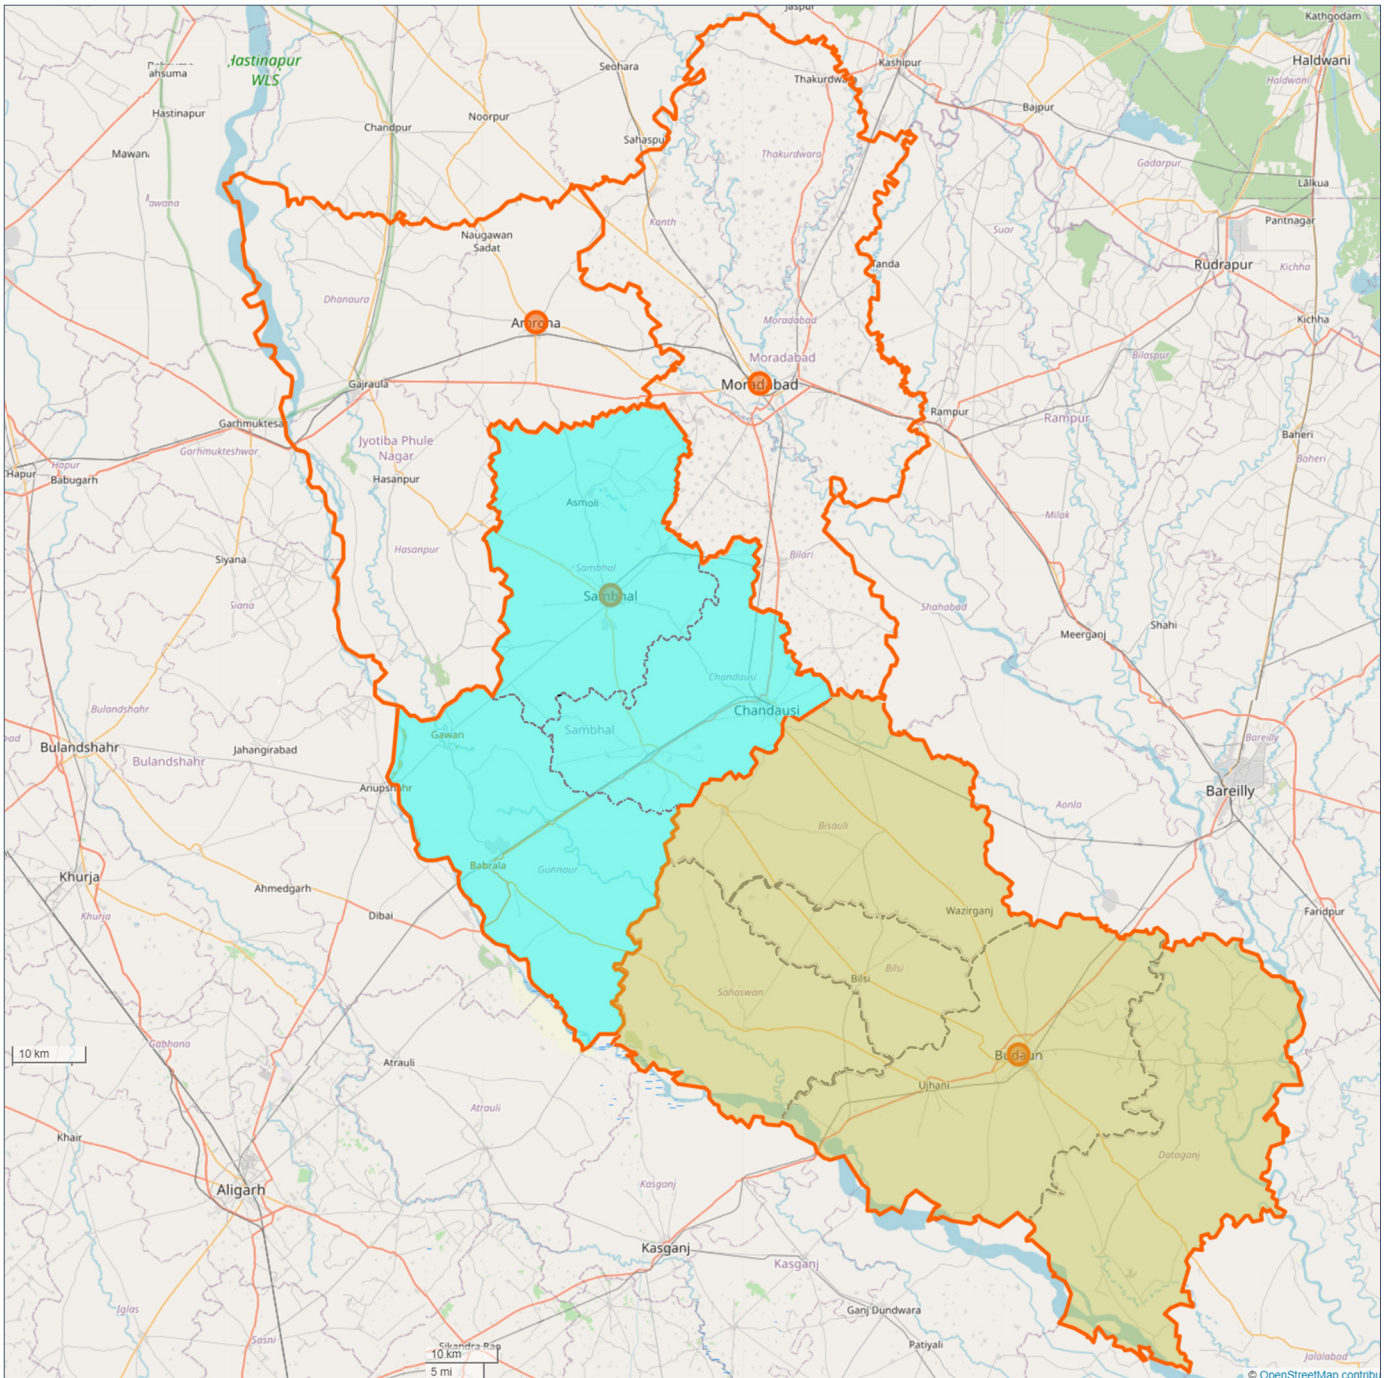 Jaspur
Kathgodam
Haldwani
Haldwani
Hastinapur
WLS
Seohara
Kashipur
Thakurdwa
ahsuma
Hastinapur
Chandpur
Noorpur
Bajpur
Sahaspu
Mawana
Thakurdwara
Gadarpur
Lālkua
Kanth
Pantnagar
Naugawan
Sadat
Suar
Tanda
Rudrapur
Kichha
Dhanaura
Amroha
Moradabad
Kichha
Moradabad
Bilaspur
Gajraula
Moradabad
Rampur
Rampur
Garhmuktesa
Jyotiba Phule
Nagar
Baheri
Garhmukteshwar
Hapur
Hapur
Babugarh
Hasanpur
Baheri
Asmoli
Milak
Hasanpur
Bilari
Siyana
Sambhal
Sambhal
Siana
Shahabad
Shahi
Meerganj
Chandausi
Bulandshahr
Chandausi
Gawan
Sambhal
Bulandshahr
Jahangirabad
Bareilly
Bulandshahr
Anupshahr
Bareilly
Aonla
Bisauli
Babrala
Gunnaur
Khurja
Ahmedgarh
Dibai
Khurja
Wazirganj
Faridpur
Bilsi
Bilsi
Sahaswan
Gabhana
10 km
Atrauli
Budaun
Ujhani
Atrauli
Khair
Dataganj
Kasganj
Aligarh
Kasganj
Kasganj
Iglas
Ganj Dundwara
Sasni
Sikandra Rao
Patiyali
10 km
5 mi
Jalalabad
© OpenStreetMap contribu